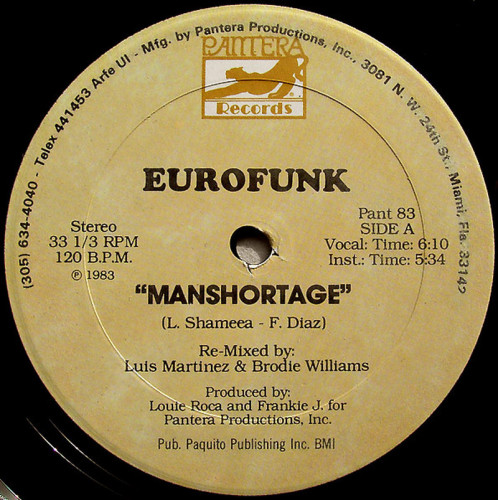 (305) 634-4040 - Telex 441453 Arfe UI - Mfg. by Pantera Productions, Inc., 3081 N. W. 24th St., Miami, Fla. 33142
PANTERA
Records
EUROFUNK
Stereo
33 1/3 RPM
120 B.P.M.
℗ 1983
Pant 83
SIDE A
Vocal: Time: 6:10
Inst.: Time: 5:34
“MANSHORTAGE”
(L. Shameea - F. Diaz)
Re-Mixed by:
Luis Martinez & Brodie Williams
Produced by:
Louie Roca and Frankie J. for
Pantera Productions, Inc.
Pub. Paquito Publishing Inc. BMI